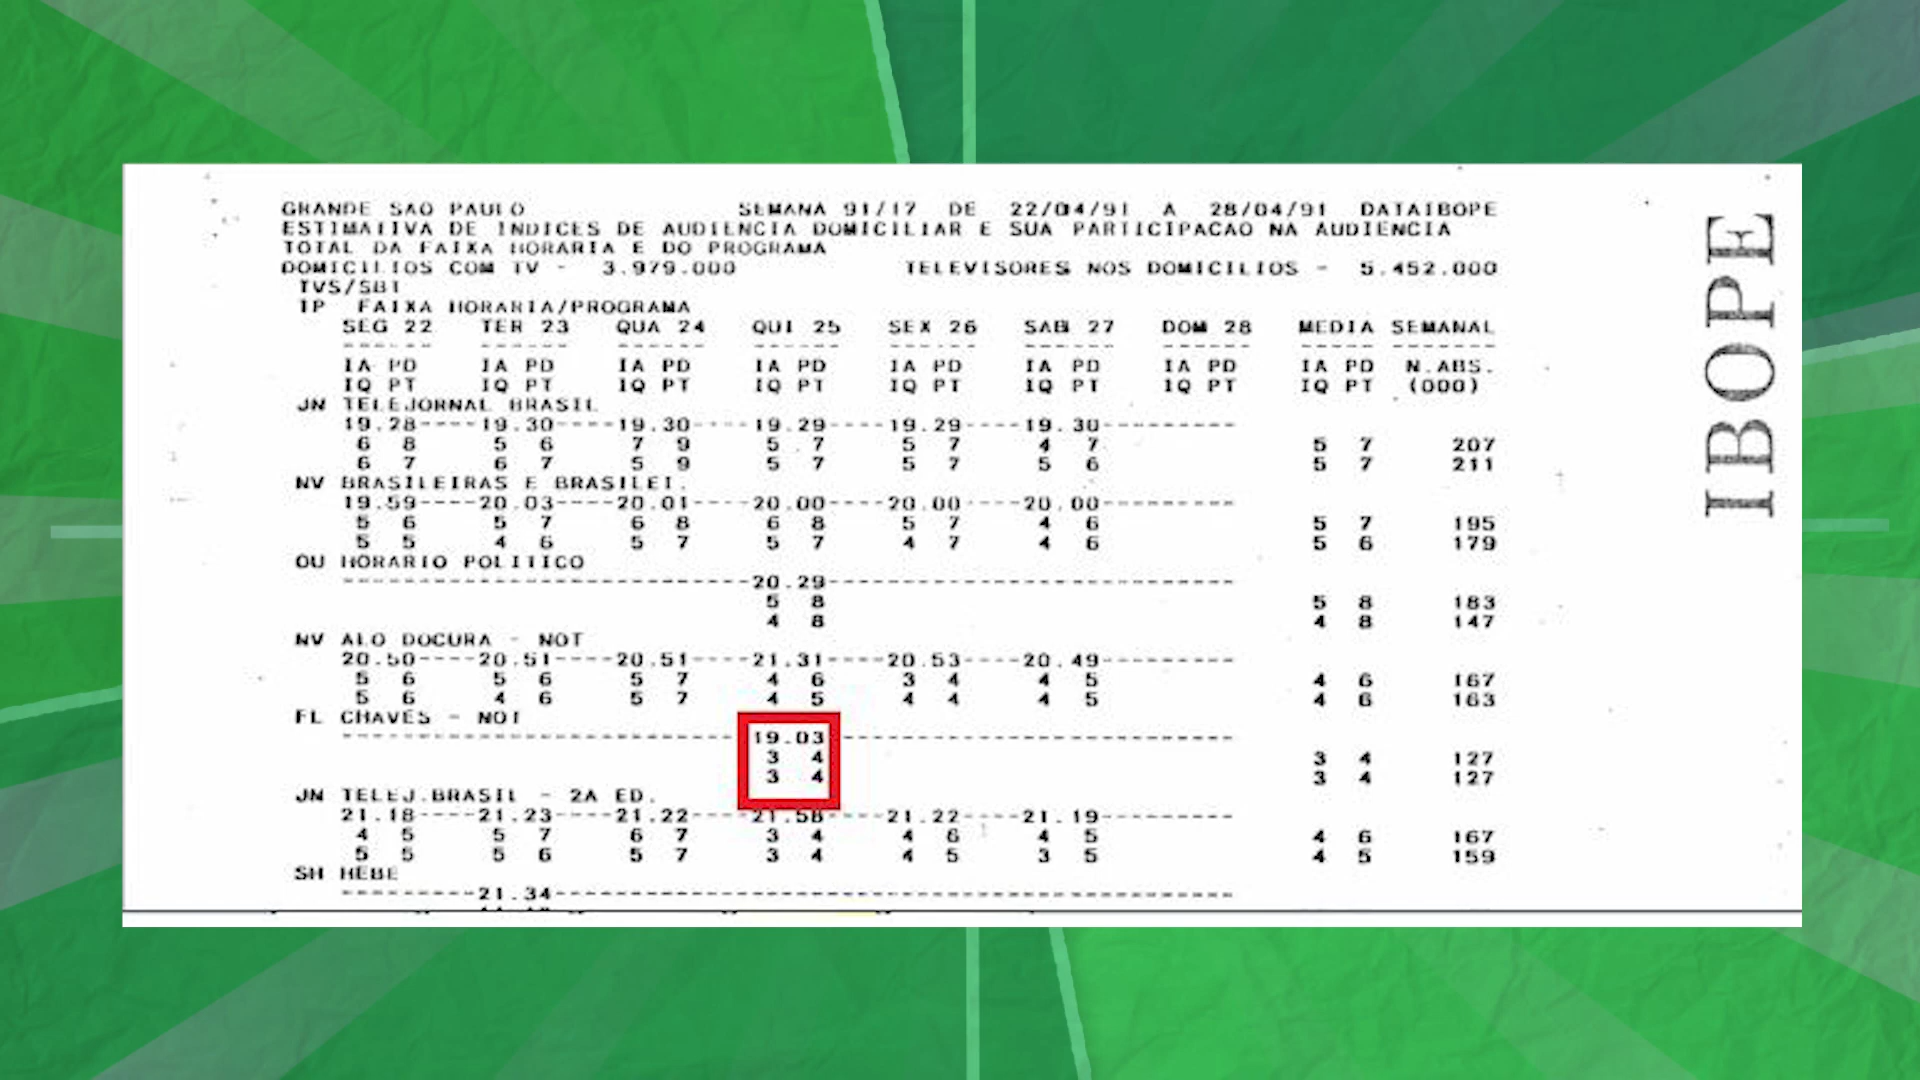 GRANDE SAO PAULO SEMANA 91/17 DE 22/04/91 A 28/04/91 DATAIBOPE
ESTIMATIVA DE INDICES DE AUDIENCIA DOMICILIAR E SUA PARTICIPACAO NA AUDIENCIA
TOTAL DA FAIXA HORARIA E DO PROGRAMA
DOMICILIOS COM TV - 3.979.000 TELEVISORES NOS DOMICILIOS - 5.452.000
TVS/SBT
TP FAIXA HORARIA/PROGRAMA
SEG 22 TER 23 QUA 24 QUI 25 SEX 26 SAB 27 DOM 28 MEDIA SEMANAL
IA PD IA PD IA PD IA PD IA PD IA PD IA PD IA PD N.ABS.
IQ PT IQ PT IQ PT IQ PT IQ PT IQ PT IQ PT IQ PT (000)
JN TELEJORNAL BRASIL
19.28----19.30----19.30----19.29----19.29----19.30---------
6 8 5 6 7 9 5 7 5 7 4 7 5 7 207
6 7 6 7 5 9 5 7 5 7 5 6 5 7 211
NV BRASILEIRAS E BRASILEI.
19.59----20.03----20.01----20.00----20.00----20.00---------
5 6 5 7 6 8 6 8 5 7 4 6 5 7 195
5 5 4 6 5 7 5 7 4 7 4 6 5 6 179
OU HORARIO POLITICO
---------------------------20.29---------------------------
5 8 5 8 183
4 8 4 8 147
NV ALO DOCURA - NOT
20.50----20.51----20.51----21.31----20.53----20.49---------
5 6 5 6 5 7 4 6 3 4 4 5 4 6 167
5 6 4 6 5 7 4 5 4 4 4 5 4 6 163
FL CHAVES - NOT
---------------------------19.03---------------------------
3 4 3 4 127
3 4 3 4 127
JN TELEJ.BRASIL - 2A ED.
21.18----21.23----21.22----21.58----21.22----21.19---------
4 5 5 7 6 7 3 4 4 6 4 5 4 6 167
5 5 5 6 5 7 3 4 4 5 3 5 4 5 159
SH HEBE
---------21.34---------------------------------------------
IBOPE